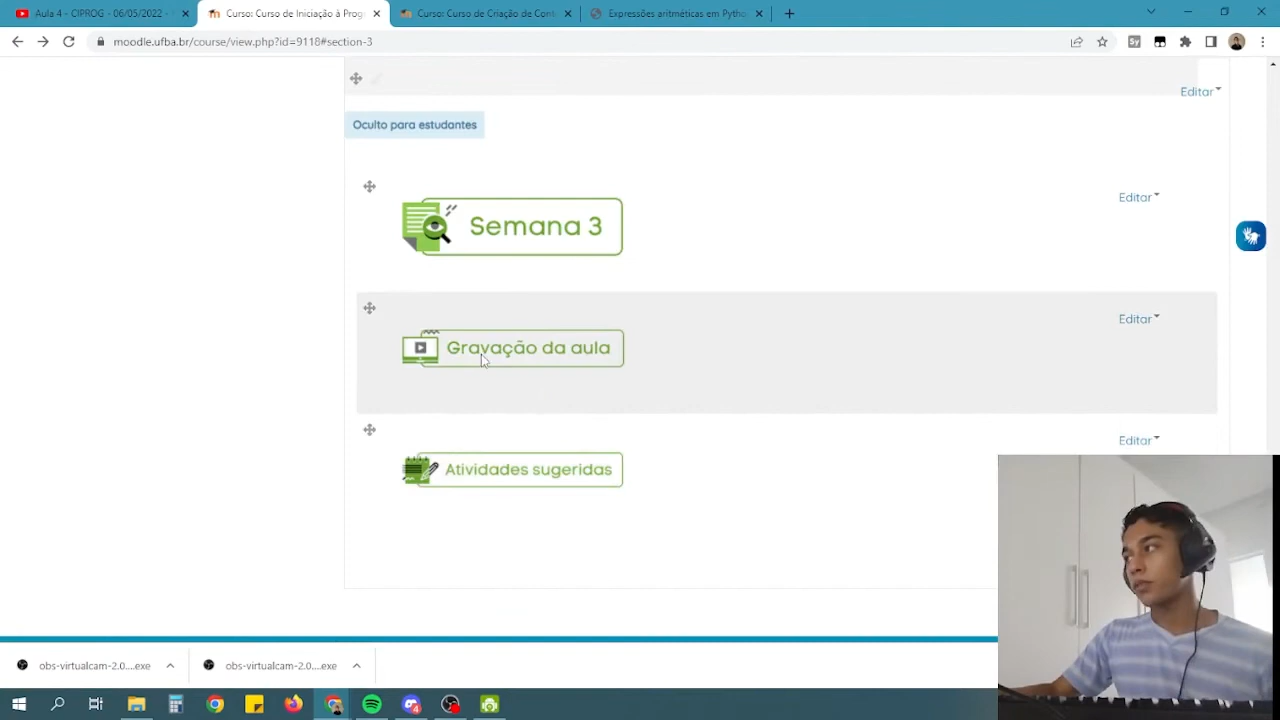 Aula 4 - CIPROG - 06/05/2022 -
Curso: Curso de Iniciação à Prog
Curso: Curso de Criação de Cont
Expressões aritméticas em Pytho
moodle.ufba.br/course/view.php?id=9118#section-3
Editar
Oculto para estudantes
Editar
Semana 3
Editar
Gravação da aula
Editar
Atividades sugeridas
obs-virtualcam-2.0....exe
obs-virtualcam-2.0....exe